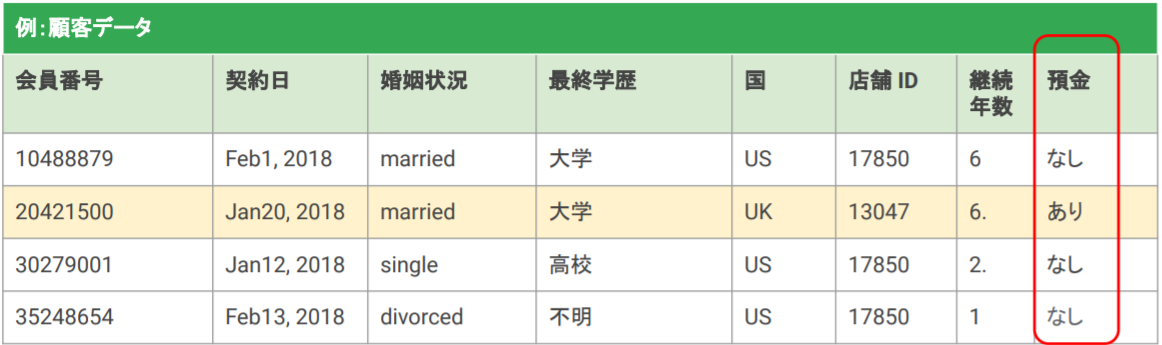 例：顧客データ
会員番号 契約日 婚姻状況 最終学歴 国 店舗 ID 継続年数 預金
10488879 Feb1, 2018 married 大学 US 17850 6 なし
20421500 Jan20, 2018 married 大学 UK 13047 6. あり
30279001 Jan12, 2018 single 高校 US 17850 2. なし
35248654 Feb13, 2018 divorced 不明 US 17850 1 なし